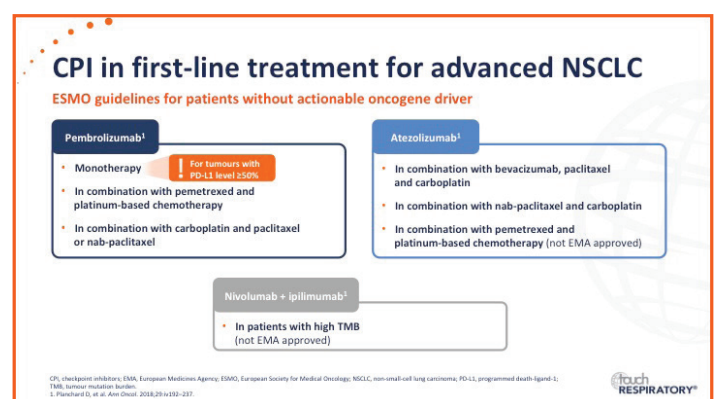 CPI in first-line treatment for advanced NSCLC
ESMO guidelines for patients without actionable oncogene driver
Pembrolizumab¹
• Monotherapy
! For tumours with
PD-L1 level ≥50%
• In combination with pemetrexed and
platinum-based chemotherapy
• In combination with carboplatin and paclitaxel
or nab-paclitaxel
Atezolizumab¹
• In combination with bevacizumab, paclitaxel
and carboplatin
• In combination with nab-paclitaxel and carboplatin
• In combination with pemetrexed and
platinum-based chemotherapy (not EMA approved)
Nivolumab + ipilimumab¹
• In patients with high TMB
(not EMA approved)
CPI, checkpoint inhibitors; EMA, European Medicines Agency; ESMO, European Society for Medical Oncology; NSCLC, non-small-cell lung carcinoma; PD-L1, programmed death-ligand-1;
TMB, tumour mutation burden.
1. Planchard D, et al. Ann Oncol. 2018;29:iv192–237.
touch
RESPIRATORY®